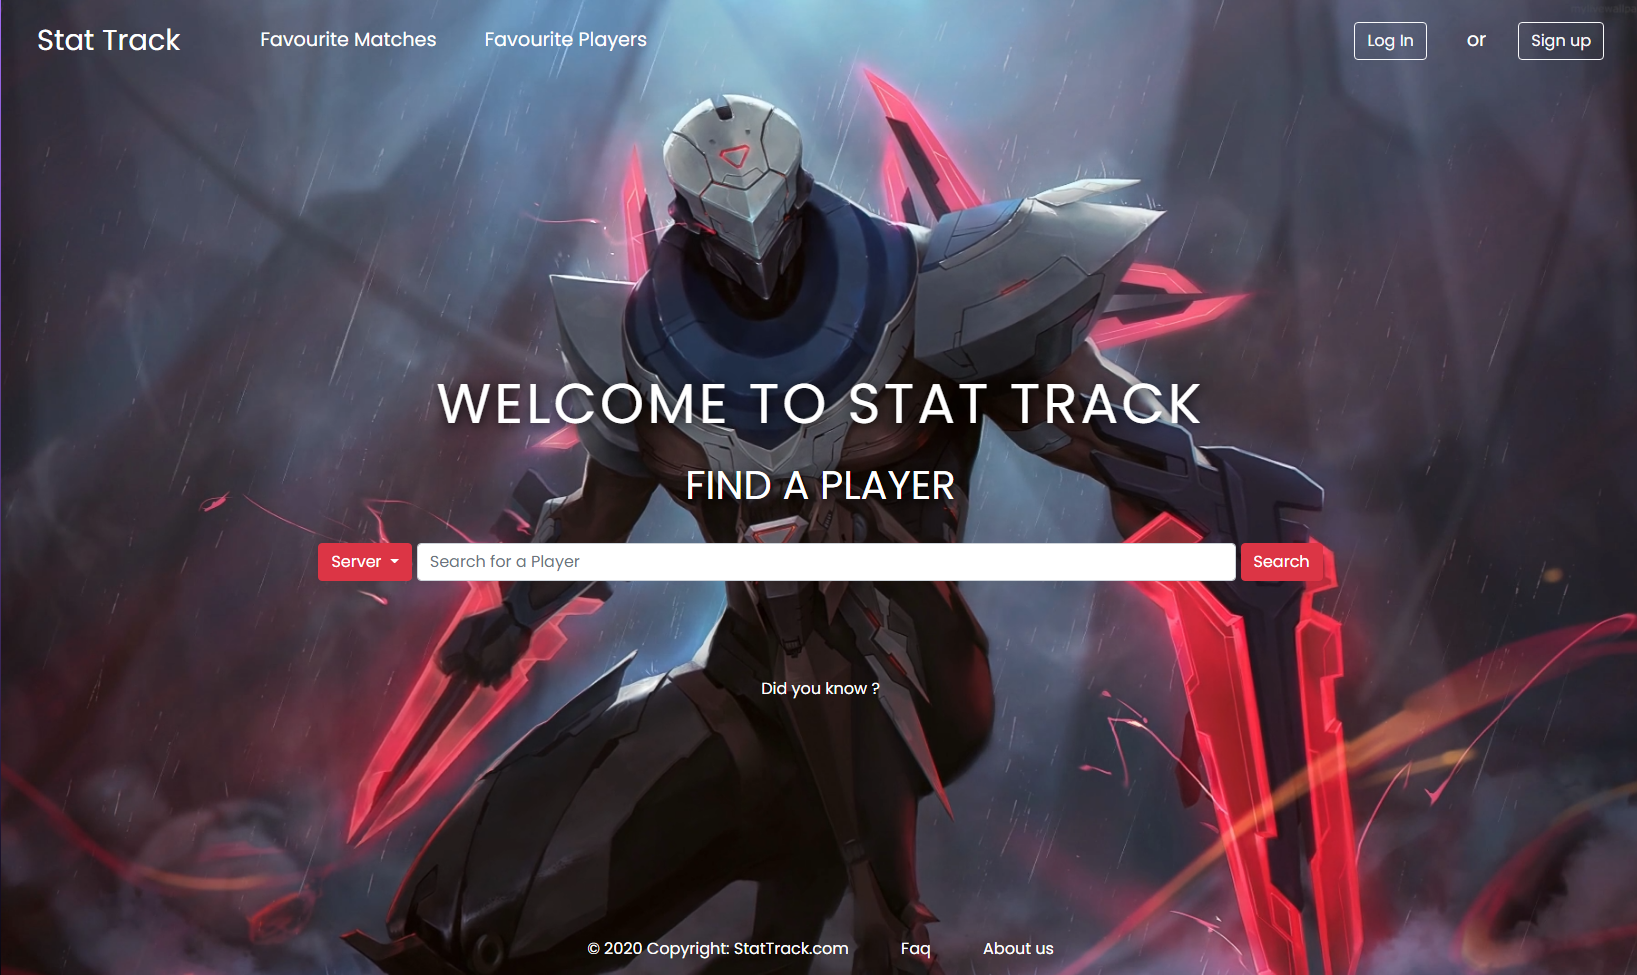 Stat Track
Favourite Matches
Favourite Players
Log In
or
Sign up
WELCOME TO STAT TRACK
FIND A PLAYER
Server
Search for a Player
Search
Did you know ?
© 2020 Copyright: StatTrack.com
Faq
About us